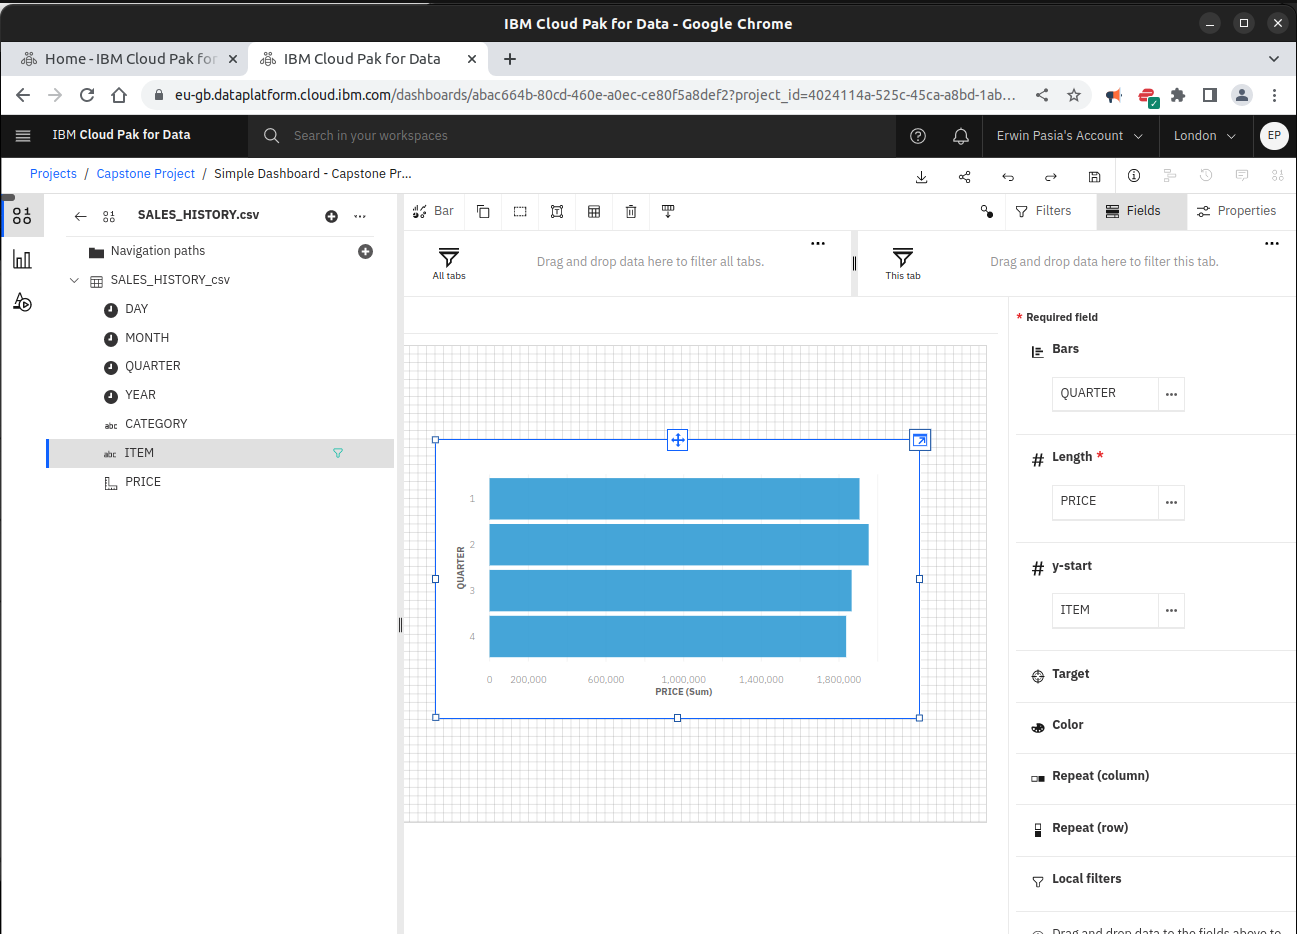 IBM Cloud Pak for Data - Google Chrome
Home - IBM Cloud Pak for
IBM Cloud Pak for Data
eu-gb.dataplatform.cloud.ibm.com/dashboards/abac664b-80cd-460e-a0ec-ce80f5a8def2?project_id=4024114a-525c-45ca-a8bd-1ab...
IBM Cloud Pak for Data
Search in your workspaces
Erwin Pasia's Account
London
EP
Projects / Capstone Project / Simple Dashboard - Capstone Pr...
SALES_HISTORY.csv
Navigation paths
SALES_HISTORY_csv
DAY
MONTH
QUARTER
YEAR
abc CATEGORY
abc ITEM
PRICE
Bar
Filters
Fields
Properties
All tabs
Drag and drop data here to filter all tabs.
This tab
Drag and drop data here to filter this tab.
QUARTER
1
2
3
4
0 200,000 600,000 1,000,000 1,400,000 1,800,000
PRICE (Sum)
* Required field
Bars
QUARTER
Length *
PRICE
y-start
ITEM
Target
Color
Repeat (column)
Repeat (row)
Local filters
Drag and drop data to the fields above to